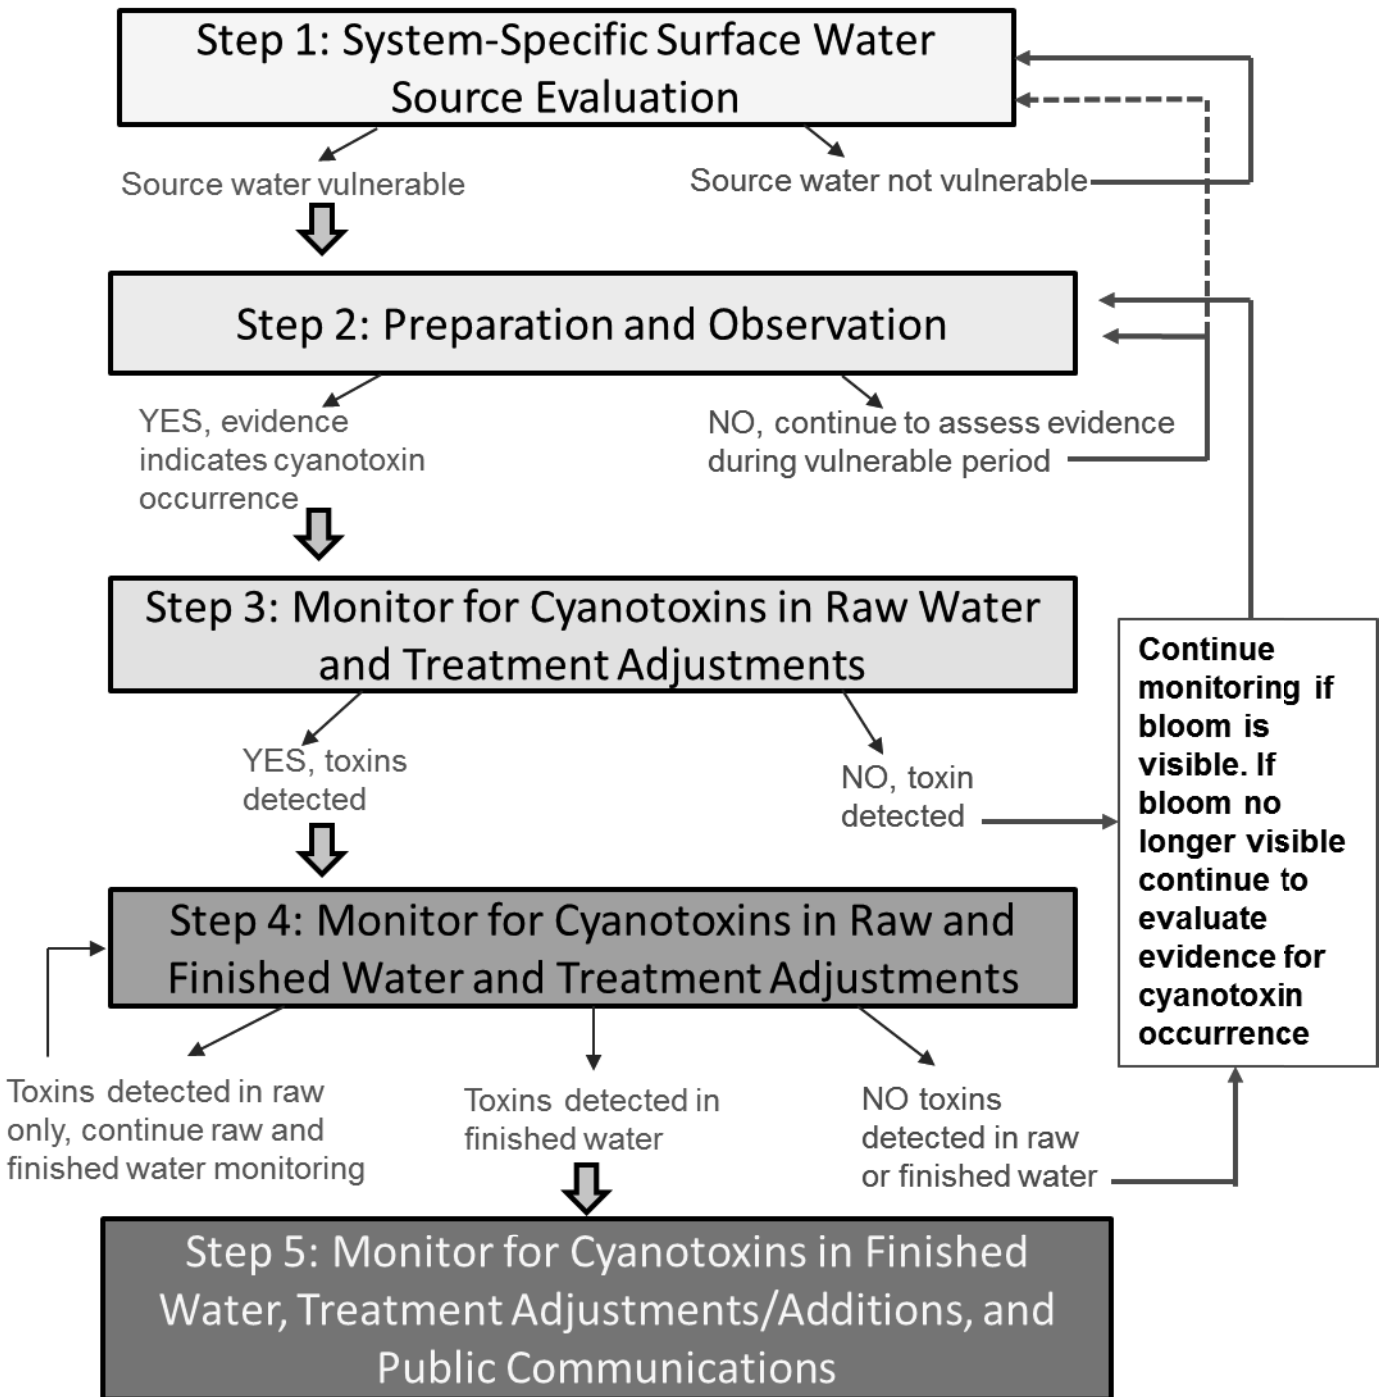 Step 1: System-Specific Surface Water
Source Evaluation
Source water vulnerable
Source water not vulnerable
Step 2: Preparation and Observation
YES, evidence
indicates cyanotoxin
occurrence
NO, continue to assess evidence
during vulnerable period
Step 3: Monitor for Cyanotoxins in Raw Water
and Treatment Adjustments
YES, toxins
detected
NO, toxin
detected
Continue
monitoring if
bloom is
visible. If
bloom no
longer visible
continue to
evaluate
evidence for
cyanotoxin
occurrence
Step 4: Monitor for Cyanotoxins in Raw and
Finished Water and Treatment Adjustments
Toxins detected in raw
only, continue raw and
finished water monitoring
Toxins detected in
finished water
NO toxins
detected in raw
or finished water
Step 5: Monitor for Cyanotoxins in Finished
Water, Treatment Adjustments/Additions, and
Public Communications